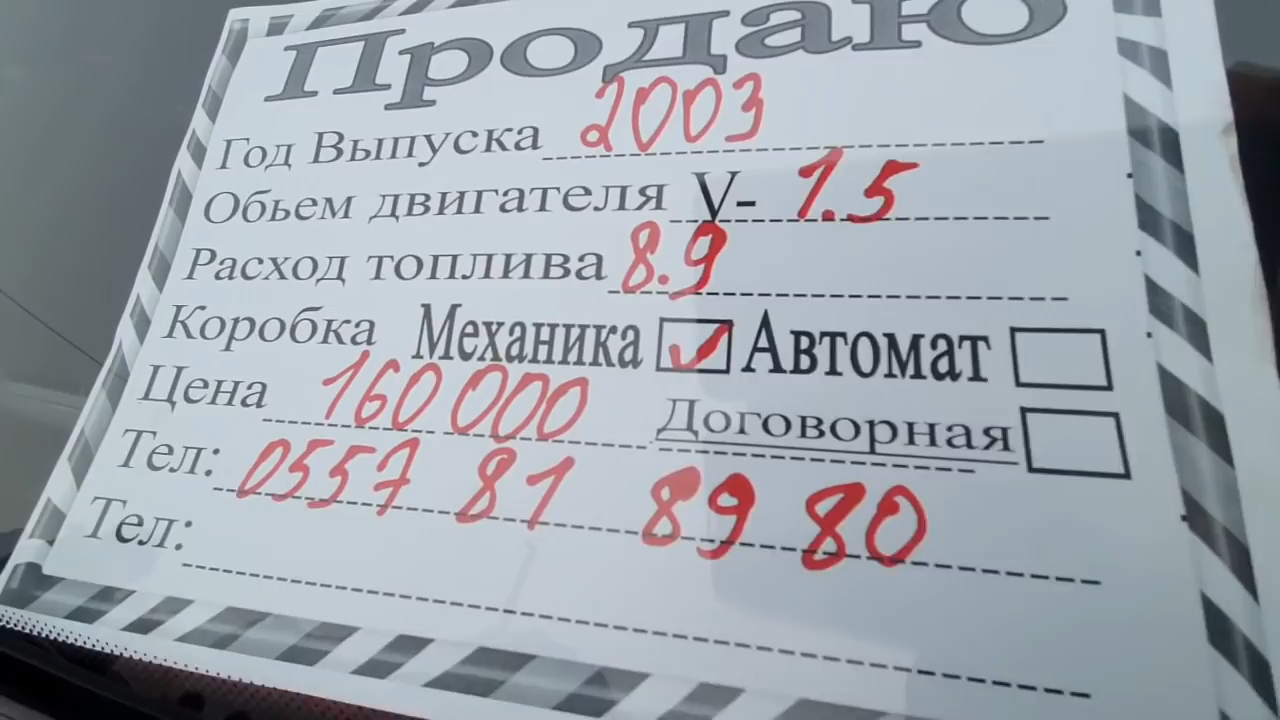 Продаю
Год Выпуска 2003
Обьем двигателя V- 1.5
Расход топлива 8.9
Коробка Механика ✓ Автомат
Цена 160 000 Договорная
Тел: 0557 81 89 80
Тел: